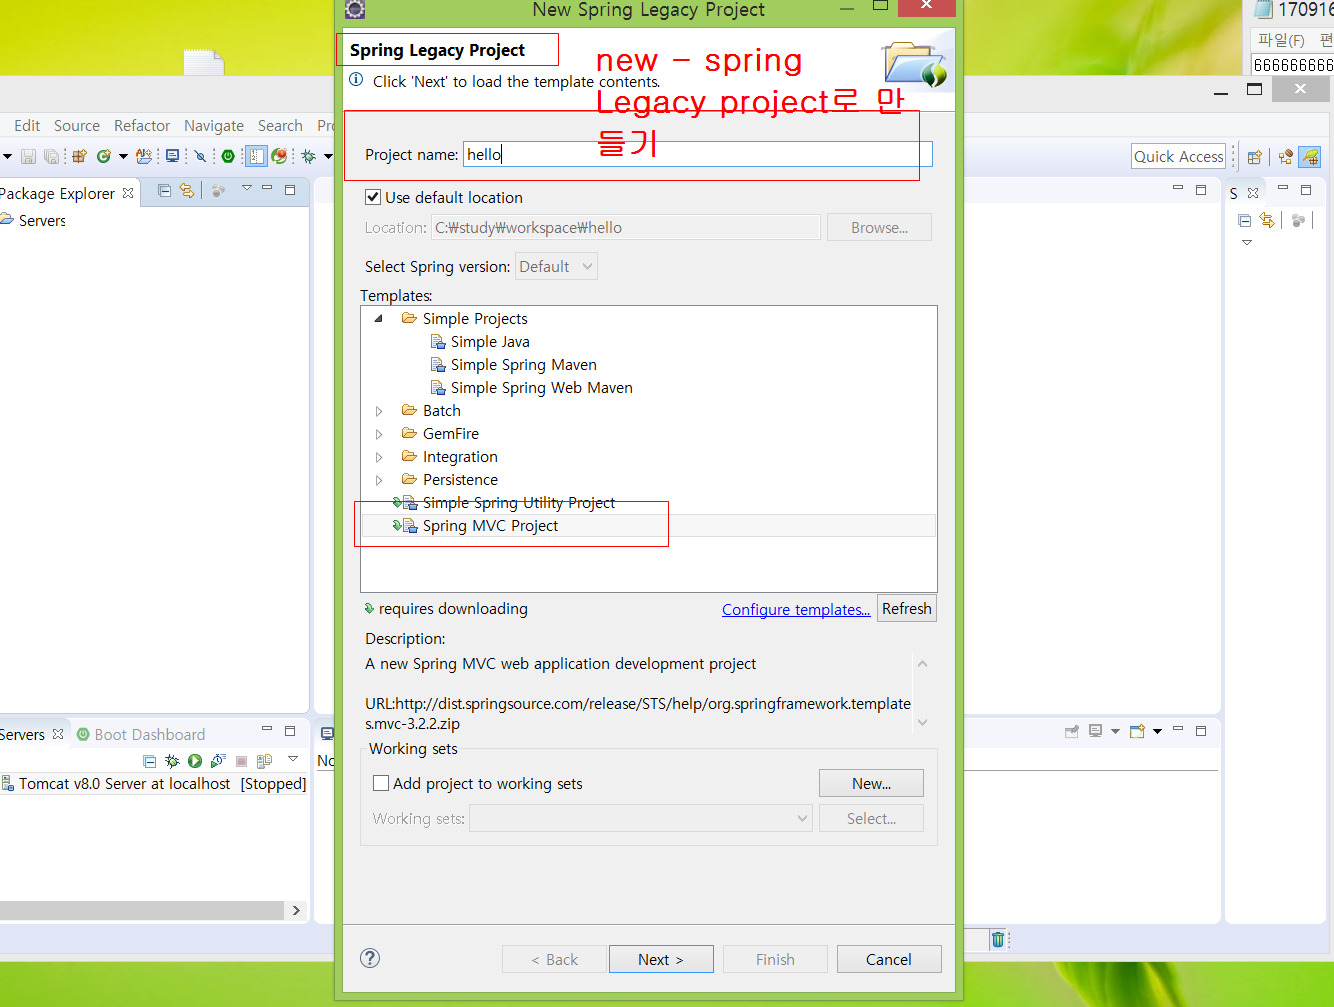 New Spring Legacy Project
170916
파일(F) 편
666666666
Spring Legacy Project
Click 'Next' to load the template contents.
new - spring
Legacy project로 만
들기
Edit Source Refactor Navigate Search
Quick Access
Project name: hello
Package Explorer
S
Servers
Use default location
Location: C:₩study₩workspace₩hello Browse...
Select Spring version: Default
Templates:
Simple Projects
Simple Java
Simple Spring Maven
Simple Spring Web Maven
Batch
GemFire
Integration
Persistence
Simple Spring Utility Project
Spring MVC Project
requires downloading Configure templates... Refresh
Description:
A new Spring MVC web application development project
URL:http://dist.springsource.com/release/STS/help/org.springframework.template
s.mvc-3.2.2.zip
Servers Boot Dashboard
Tomcat v8.0 Server at localhost [Stopped]
Working sets
Add project to working sets New...
Working sets: Select...
< Back Next > Finish Cancel